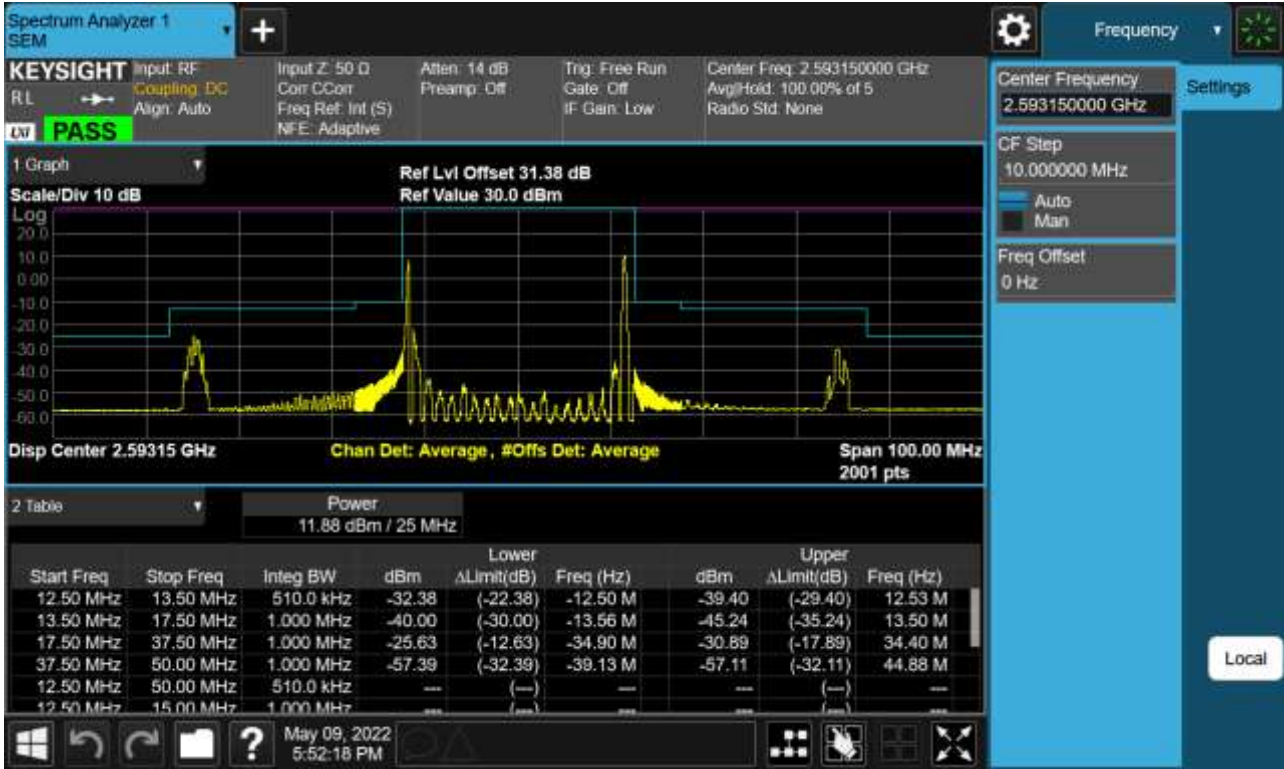 Spectrum Analyzer 1
SEM
+
Frequency
KEYSIGHT
Input: RF
Input Z: 50 Ω
Atten: 14 dB
Trig: Free Run
Center Freq: 2.593150000 GHz
RL
Coupling: DC
Corr CCorr
Preamp: Off
Gate: Off
Avg|Hold: 100.00% of 5
Align: Auto
Freq Ref: Int (S)
IF Gain: Low
Radio Std: None
LXI
PASS
NFE: Adaptive
Center Frequency
2.593150000 GHz
Settings
CF Step
10.000000 MHz
Auto
Man
Freq Offset
0 Hz
1 Graph
Ref Lvl Offset 31.38 dB
Scale/Div 10 dB
Ref Value 30.0 dBm
Log
20.0
10.0
0.00
-10.0
-20.0
-30.0
-40.0
-50.0
-60.0
Disp Center 2.59315 GHz
Chan Det: Average , #Offs Det: Average
Span 100.00 MHz
2001 pts
2 Table
Power
11.88 dBm / 25 MHz
Lower Upper
Start Freq Stop Freq Integ BW dBm ΔLimit(dB) Freq (Hz) dBm ΔLimit(dB) Freq (Hz)
12.50 MHz 13.50 MHz 510.0 kHz -32.38 (-22.38) -12.50 M -39.40 (-29.40) 12.53 M
13.50 MHz 17.50 MHz 1.000 MHz -40.00 (-30.00) -13.56 M -45.24 (-35.24) 13.50 M
17.50 MHz 37.50 MHz 1.000 MHz -25.63 (-12.63) -34.90 M -30.89 (-17.89) 34.40 M
37.50 MHz 50.00 MHz 1.000 MHz -57.39 (-32.39) -39.13 M -57.11 (-32.11) 44.88 M
12.50 MHz 50.00 MHz 510.0 kHz --- (---) --- --- (---) ---
12.50 MHz 15.00 MHz 1.000 MHz --- (---) --- --- (---) ---
Local
?
May 09, 2022
5:52:18 PM